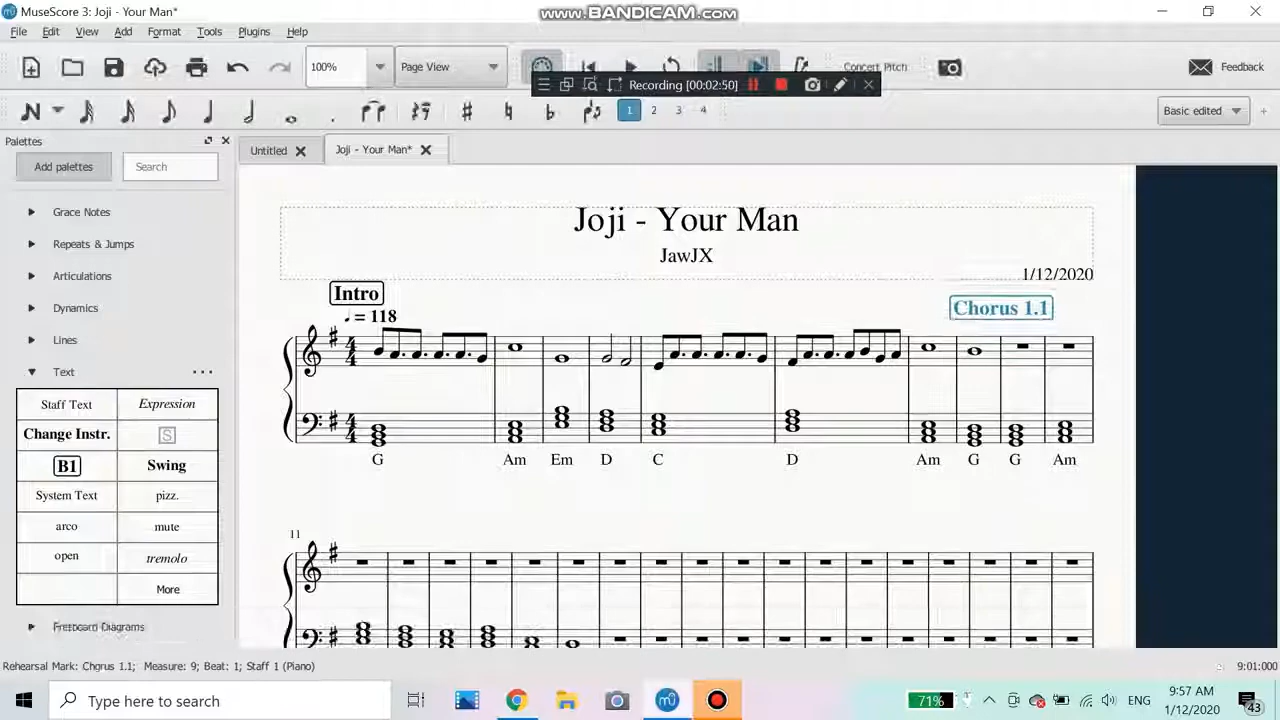 MuseScore 3: Joji - Your Man*
www.BANDICAM.com
File Edit View Add Format Tools Plugins Help
100%
Page View
Concert Pitch
Feedback
Recording [00:02:50]
1 2 3 4
Basic edited
Palettes
Add palettes
Search
Untitled
Joji - Your Man*
Grace Notes
Repeats & Jumps
Articulations
Dynamics
Lines
Text
Staff Text
Expression
Change Instr.
S
B1
Swing
System Text
pizz.
arco
mute
open
tremolo
More
Fretboard Diagrams
Joji - Your Man
JawJX
1/12/2020
Intro
= 118
Chorus 1.1
G Am Em D C D Am G G Am
11
Rehearsal Mark: Chorus 1.1; Measure: 9; Beat: 1; Staff 1 (Piano)
9:01:000
Type here to search
71%
ENG
9:57 AM
1/12/2020
43